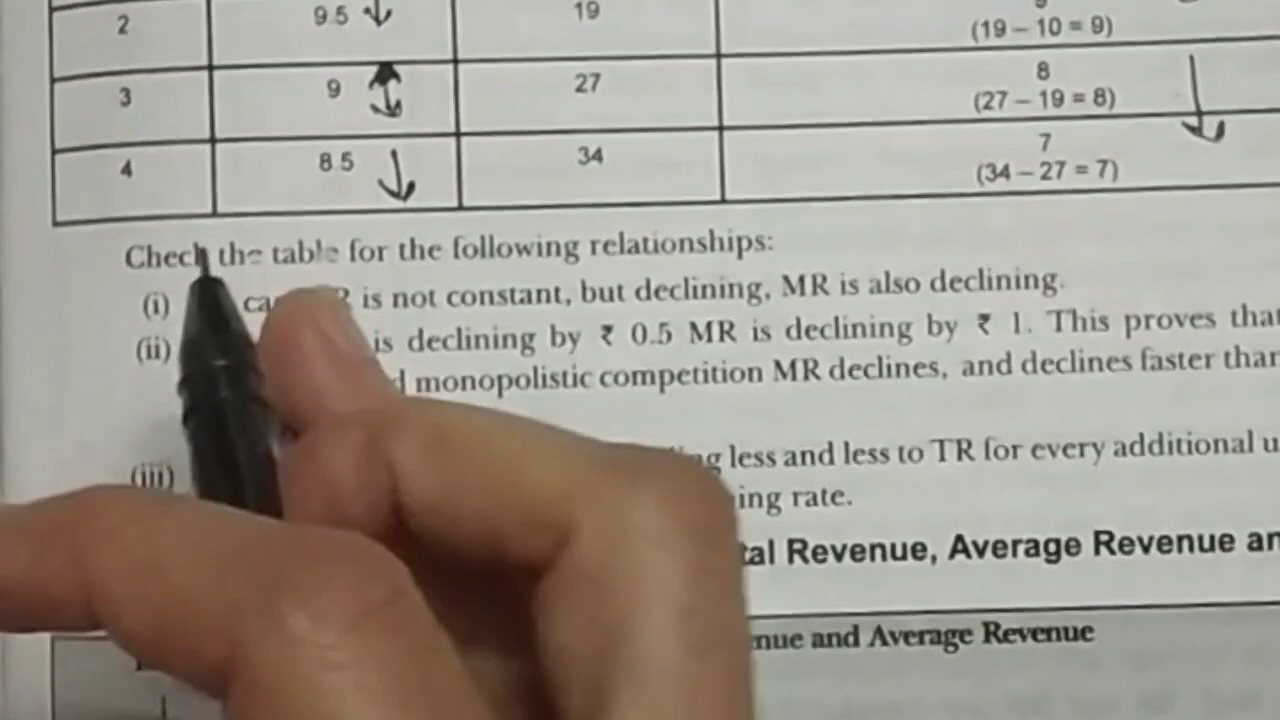 2 9.5 19 (19 – 10 = 9)
3 9 27 8
(27 – 19 = 8)
4 8.5 34 7
(34 – 27 = 7)
Check the table for the following relationships:
(i) is not constant, but declining, MR is also declining.
(ii) is declining by ₹ 0.5 MR is declining by ₹ 1. This proves that
monopolistic competition MR declines, and declines faster than
(iii) less and less to TR for every additional
rate.
Revenue, Average Revenue
and Average Revenue